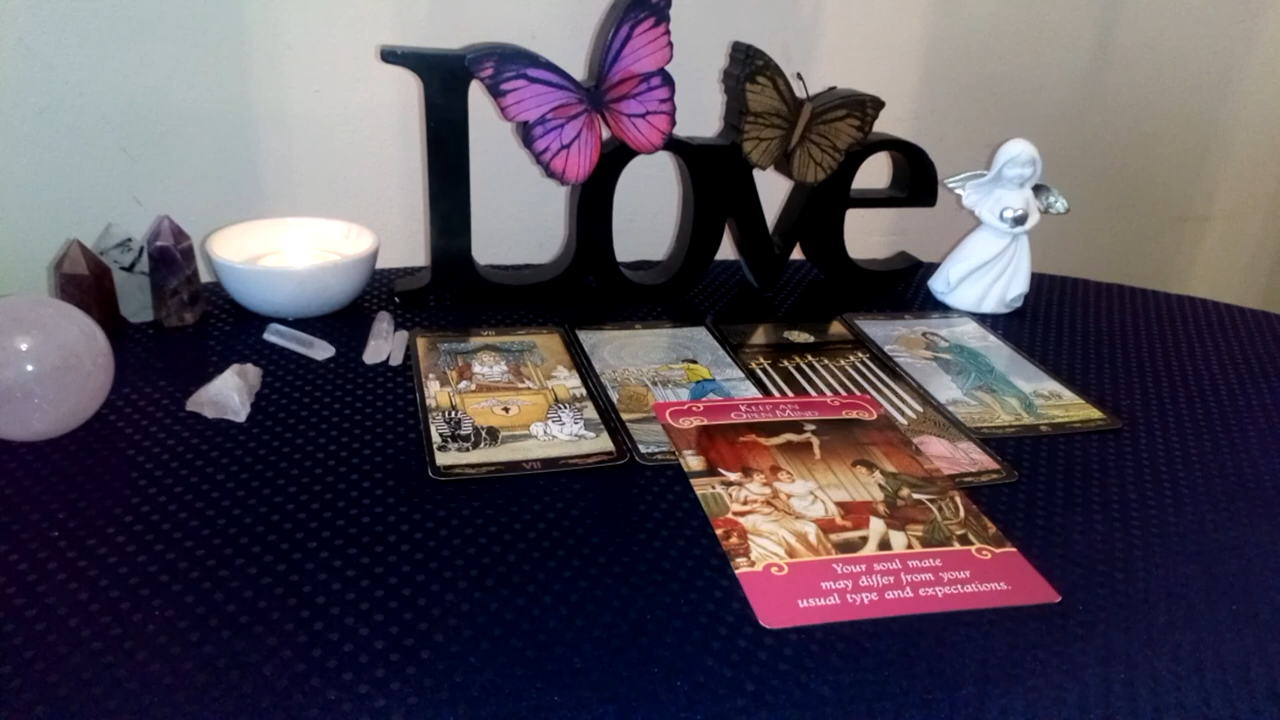 Love
VII
VII
KEEP AN
OPEN MIND
Your soul mate
may differ from your
usual type and expectations.